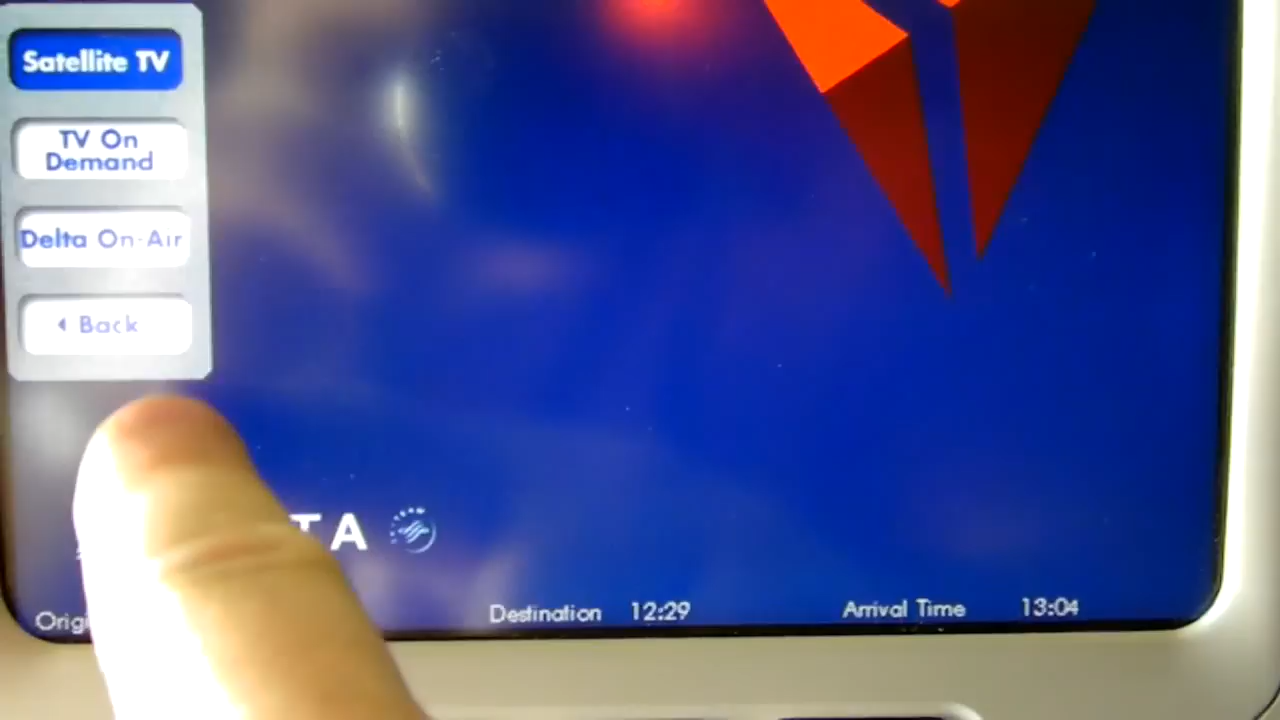 Satellite TV
TV On
Demand
Delta On-Air
Back
TA
Destination 12:29
Arrival Time 13:04